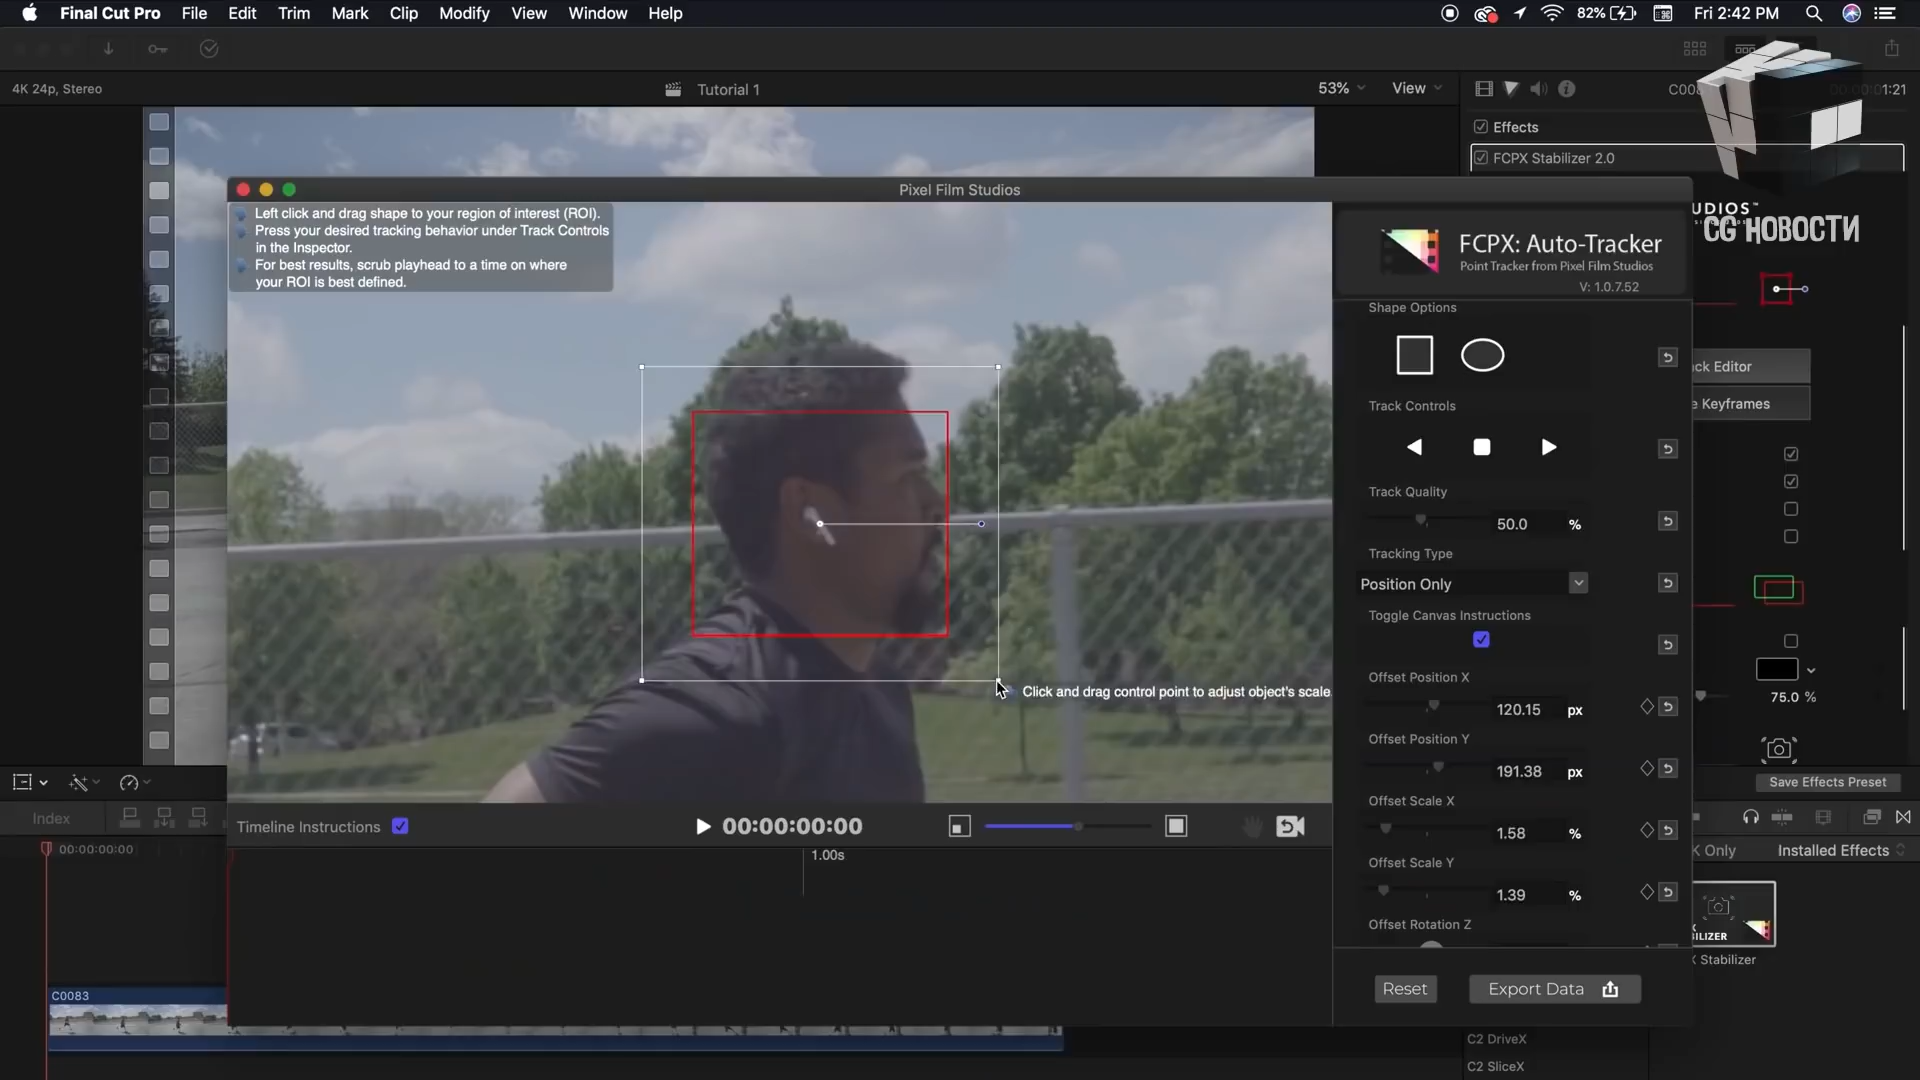 Final Cut Pro File Edit Trim Mark Clip Modify View Window Help
82% Fri 2:42 PM
4K 24p, Stereo
Tutorial 1
53% View
1:21
Effects
FCPX Stabilizer 2.0
Pixel Film Studios
Left click and drag shape to your region of interest (ROI).
Press your desired tracking behavior under Track Controls
in the Inspector.
For best results, scrub playhead to a time on where
your ROI is best defined.
UDIOS™
CG НОВОСТИ
FCPX: Auto-Tracker
Point Tracker from Pixel Film Studios
V: 1.0.7.52
Shape Options
ck Editor
Track Controls
e Keyframes
Track Quality
50.0 %
Tracking Type
Position Only
Toggle Canvas Instructions
Offset Position X
120.15 px
75.0 %
Click and drag control point to adjust object's scale.
Offset Position Y
191.38 px
Save Effects Preset
Offset Scale X
1.58 %
Offset Scale Y
1.39 %
Offset Rotation Z
Index
Timeline Instructions
00:00:00:00
00:00:00:00
1.00s
K Only Installed Effects
ILIZER
X Stabilizer
Reset Export Data
C0083
C2 DriveX
C2 SliceX